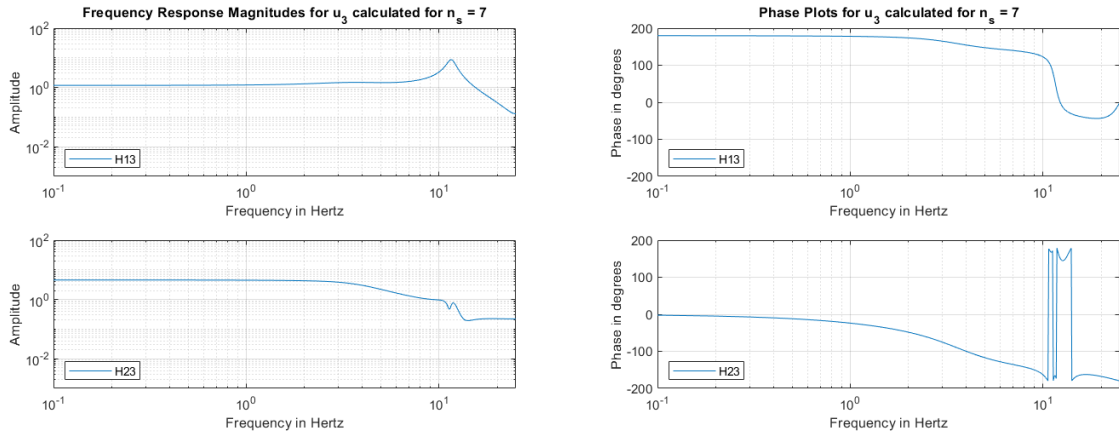 Frequency Response Magnitudes for u_3 calculated for n_s = 7
10^2
10^0
10^-2
Amplitude
H13
10^-1
10^0
10^1
Frequency in Hertz
10^2
10^0
10^-2
Amplitude
H23
10^-1
10^0
10^1
Frequency in Hertz
Phase Plots for u_3 calculated for n_s = 7
200
100
0
-100
-200
Phase in degrees
H13
10^-1
10^0
10^1
Frequency in Hertz
200
100
0
-100
-200
Phase in degrees
H23
10^-1
10^0
10^1
Frequency in Hertz